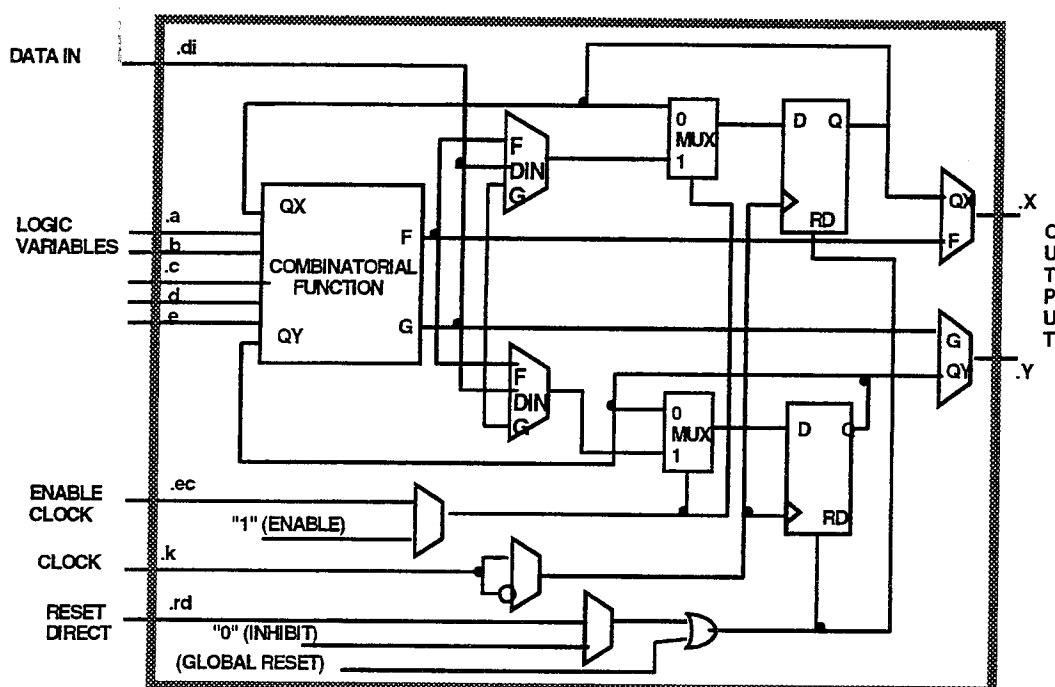 DATA IN
.di
0
MUX
1
D Q
RD
F
DIN
G
QX
F
.X
QX
.a
LOGIC
VARIABLES
.b
.c
.d
.e
F
COMBINATORIAL
FUNCTION
G
QY
OUTPUT
G
QY
.Y
F
DIN
G
0
MUX
1
D Q
RD
ENABLE
CLOCK
.ec
"1" (ENABLE)
CLOCK
.k
RESET
DIRECT
.rd
"0" (INHIBIT)
(GLOBAL RESET)